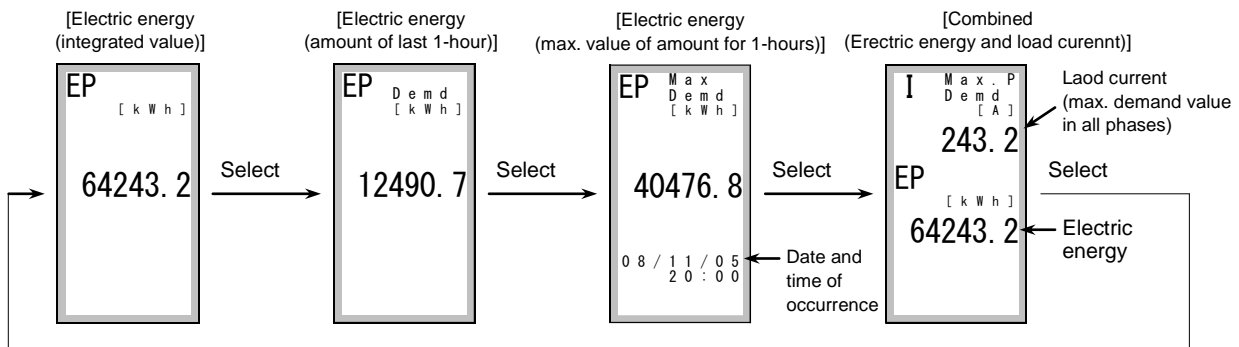 [Electric energy
(integrated value)]
EP
[kWh]
64243.2
Select
[Electric energy
(amount of last 1-hour)]
EP
Demd
[kWh]
12490.7
Select
[Electric energy
(max. value of amount for 1-hours)]
EP
Max
Demd
[kWh]
40476.8
08/11/05
20:00
Date and
time of
occurrence
Select
[Combined
(Erectric energy and load curennt)]
I
Max.P
Demd
[A]
243.2
EP
[kWh]
64243.2
Laod current
(max. demand value
in all phases)
Select
Electric
energy